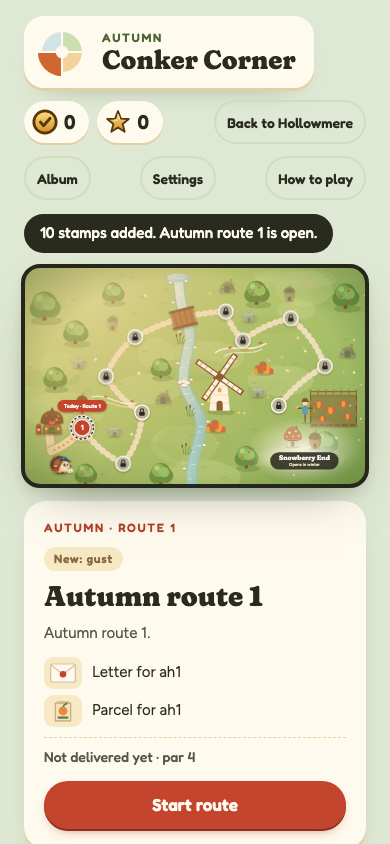 AUTUMN
Conker Corner
0
0
Back to Hollowmere
Album
Settings
How to play
10 stamps added. Autumn route 1 is open.
Today · Route 1
1
Snowberry End
Opens in winter
AUTUMN · ROUTE 1
New: gust
Autumn route 1
Autumn route 1.
Letter for ah1
Parcel for ah1
Not delivered yet · par 4
Start route